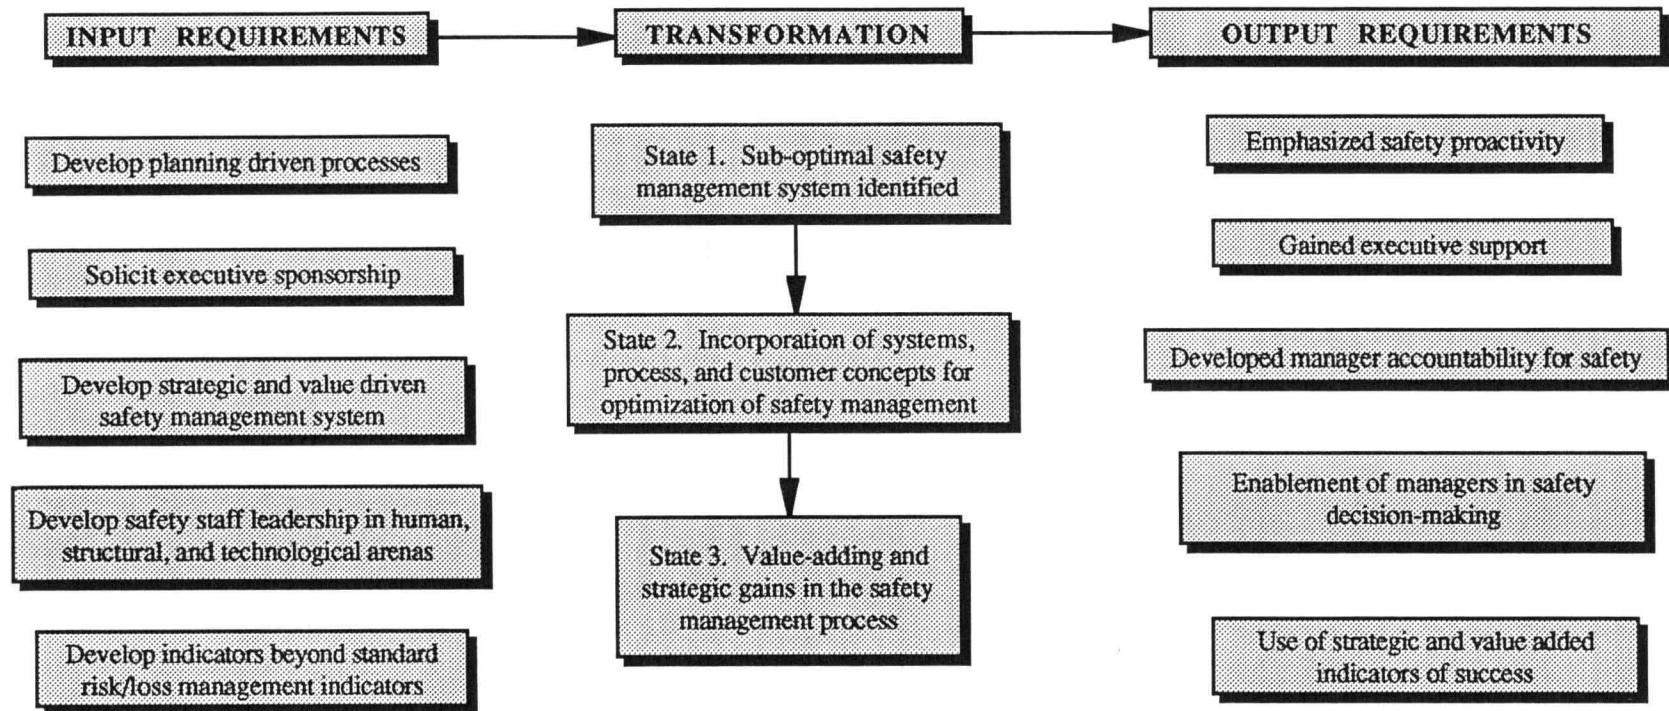 INPUT REQUIREMENTS
TRANSFORMATION
OUTPUT REQUIREMENTS
Develop planning driven processes
Solicit executive sponsorship
Develop strategic and value driven
safety management system
Develop safety staff leadership in human,
structural, and technological arenas
Develop indicators beyond standard
risk/loss management indicators
State 1. Sub-optimal safety
management system identified
State 2. Incorporation of systems,
process, and customer concepts for
optimization of safety management
State 3. Value-adding and
strategic gains in the safety
management process
Emphasized safety proactivity
Gained executive support
Developed manager accountability for safety
Enablement of managers in safety
decision-making
Use of strategic and value added
indicators of success